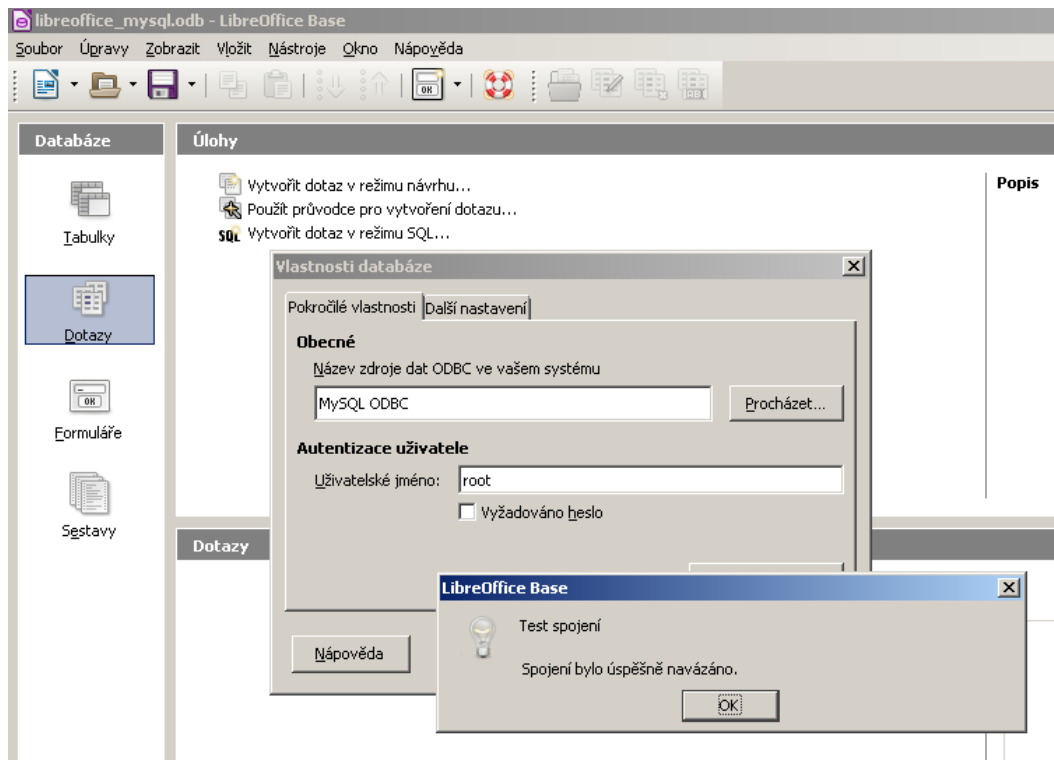 libreoffice_mysql.odb - LibreOffice Base
Soubor Úpravy Zobrazit Vložit Nástroje Okno Nápověda
OK
Databáze
Úlohy
Tabulky
Dotazy
OK
Formuláře
Sestavy
Vytvořit dotaz v režimu návrhu...
Použít průvodce pro vytvoření dotazu...
SQL Vytvořit dotaz v režimu SQL...
Popis
Vlastnosti databáze
Pokročilé vlastnosti Další nastavení
Obecné
Název zdroje dat ODBC ve vašem systému
MySQL ODBC
Procházet...
Autentizace uživatele
Uživatelské jméno: root
Vyžadováno heslo
Nápověda
Dotazy
LibreOffice Base
Test spojení
Spojení bylo úspěšně navázáno.
OK